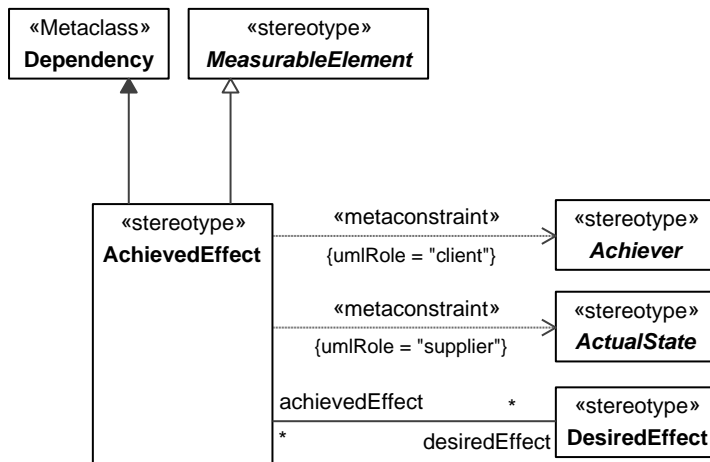 «Metaclass»
Dependency
«stereotype»
MeasurableElement
«stereotype»
AchievedEffect
«metaconstraint»
{umlRole = "client"}
«stereotype»
Achiever
«metaconstraint»
{umlRole = "supplier"}
«stereotype»
ActualState
achievedEffect
*
*
desiredEffect
«stereotype»
DesiredEffect